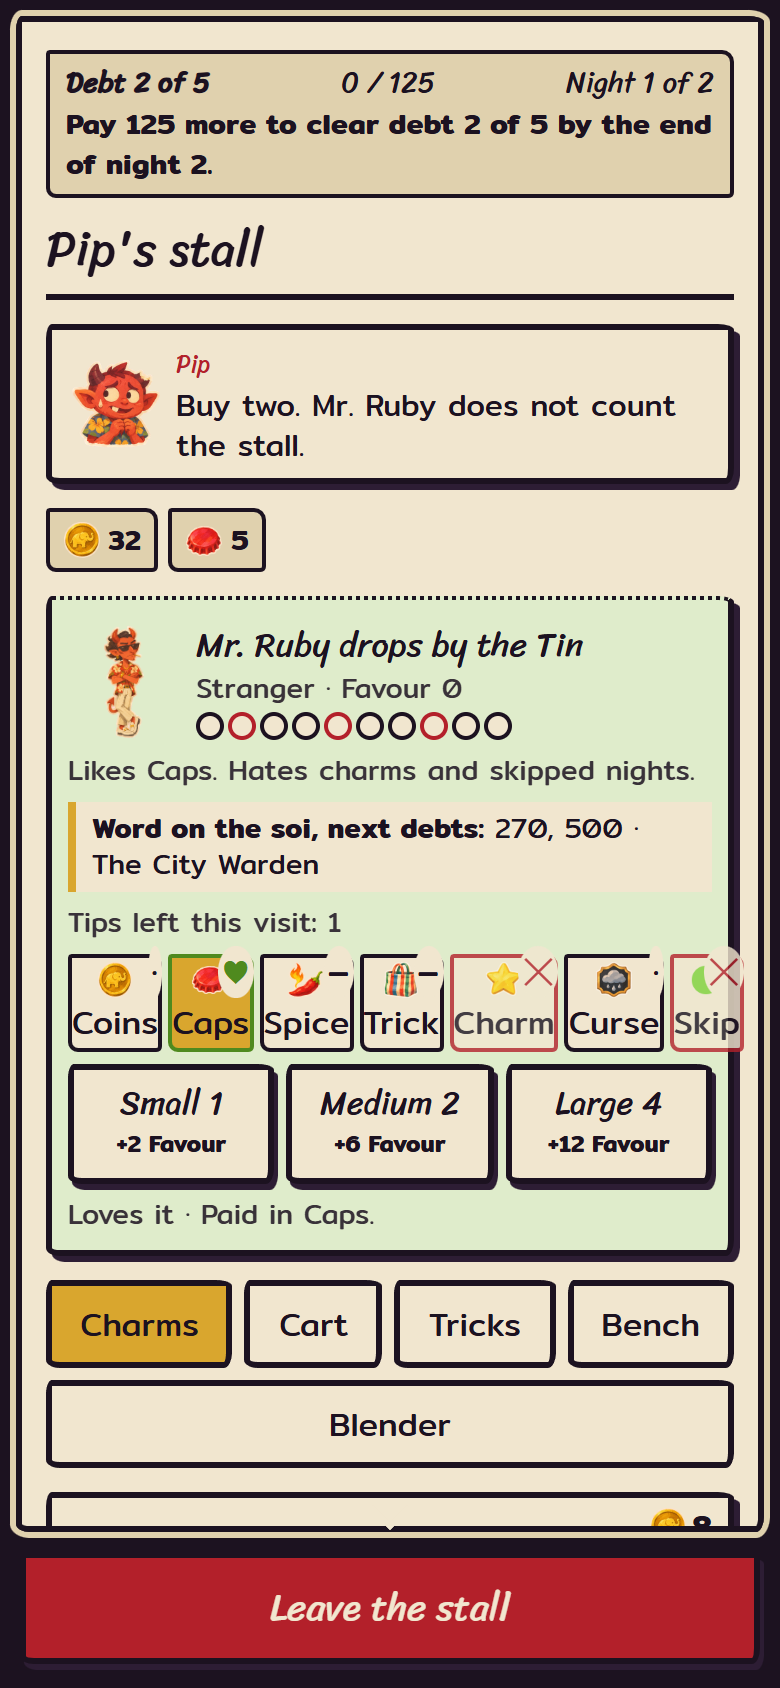 Debt 2 of 5 0 / 125 Night 1 of 2
Pay 125 more to clear debt 2 of 5 by the end
of night 2.
Pip's stall
Pip
Buy two. Mr. Ruby does not count
the stall.
32 5
Mr. Ruby drops by the Tin
Stranger · Favour 0
Likes Caps. Hates charms and skipped nights.
Word on the soi, next debts: 270, 500 ·
The City Warden
Tips left this visit: 1
Coins Caps Spice Trick Charm Curse Skip
Small 1 Medium 2 Large 4
+2 Favour +6 Favour +12 Favour
Loves it · Paid in Caps.
Charms Cart Tricks Bench
Blender
8
Leave the stall